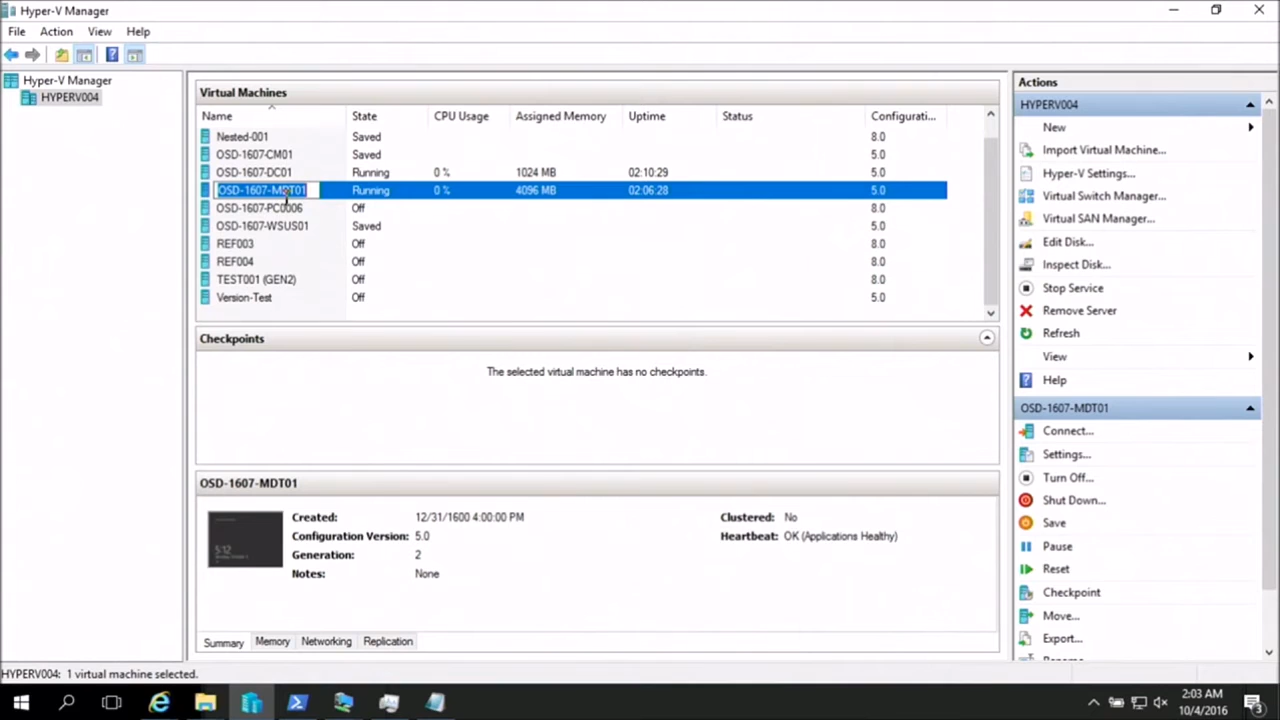 Hyper-V Manager
File Action View Help
Hyper-V Manager
HYPERV004
Virtual Machines
Name State CPU Usage Assigned Memory Uptime Status Configurati...
Nested-001 Saved 8.0
OSD-1607-CM01 Saved 5.0
OSD-1607-DC01 Running 0 % 1024 MB 02:10:29 5.0
OSD-1607-MDT01 Running 0 % 4096 MB 02:06:28 5.0
OSD-1607-PC0006 Off 8.0
OSD-1607-WSUS01 Saved 5.0
REF003 Off 8.0
REF004 Off 8.0
TEST001 (GEN2) Off 8.0
Version-Test Off 5.0
Checkpoints
The selected virtual machine has no checkpoints.
OSD-1607-MDT01
5:12
Created: 12/31/1600 4:00:00 PM Clustered: No
Configuration Version: 5.0 Heartbeat: OK (Applications Healthy)
Generation: 2
Notes: None
Summary Memory Networking Replication
Actions
HYPERV004
New
Import Virtual Machine...
Hyper-V Settings...
Virtual Switch Manager...
Virtual SAN Manager...
Edit Disk...
Inspect Disk...
Stop Service
Remove Server
Refresh
View
Help
OSD-1607-MDT01
Connect...
Settings...
Turn Off...
Shut Down...
Save
Pause
Reset
Checkpoint
Move...
Export...
HYPERV004: 1 virtual machine selected.
2:03 AM
10/4/2016
3